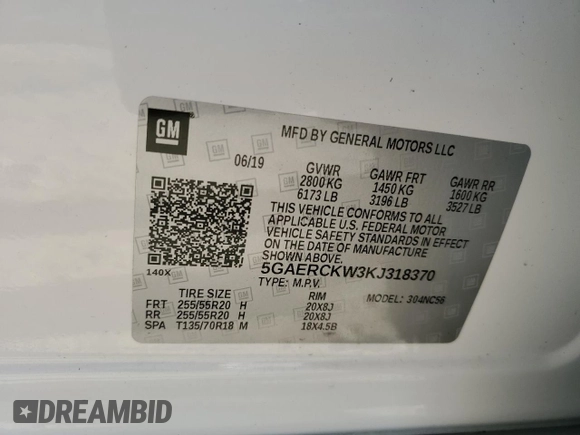 GM
MFD BY GENERAL MOTORS LLC
06/19
GVWR
2800 KG
6173 LB
GAWR FRT
1450 KG
3196 LB
GAWR RR
1600 KG
3527 LB
THIS VEHICLE CONFORMS TO ALL
APPLICABLE U.S. FEDERAL MOTOR
VEHICLE SAFETY STANDARDS IN EFFECT
ON THE DATE OF MANUFACTURE
SHOWN ABOVE.
140X
5GAERCKW3KJ318370
TYPE: M.P.V.
MODEL: 304NC56
TIRE SIZE RIM
FRT 255/55R20 H 20X8J
RR 255/55R20 H 20X8J
SPA T135/70R18 M 18X4.5B
DREAMBID